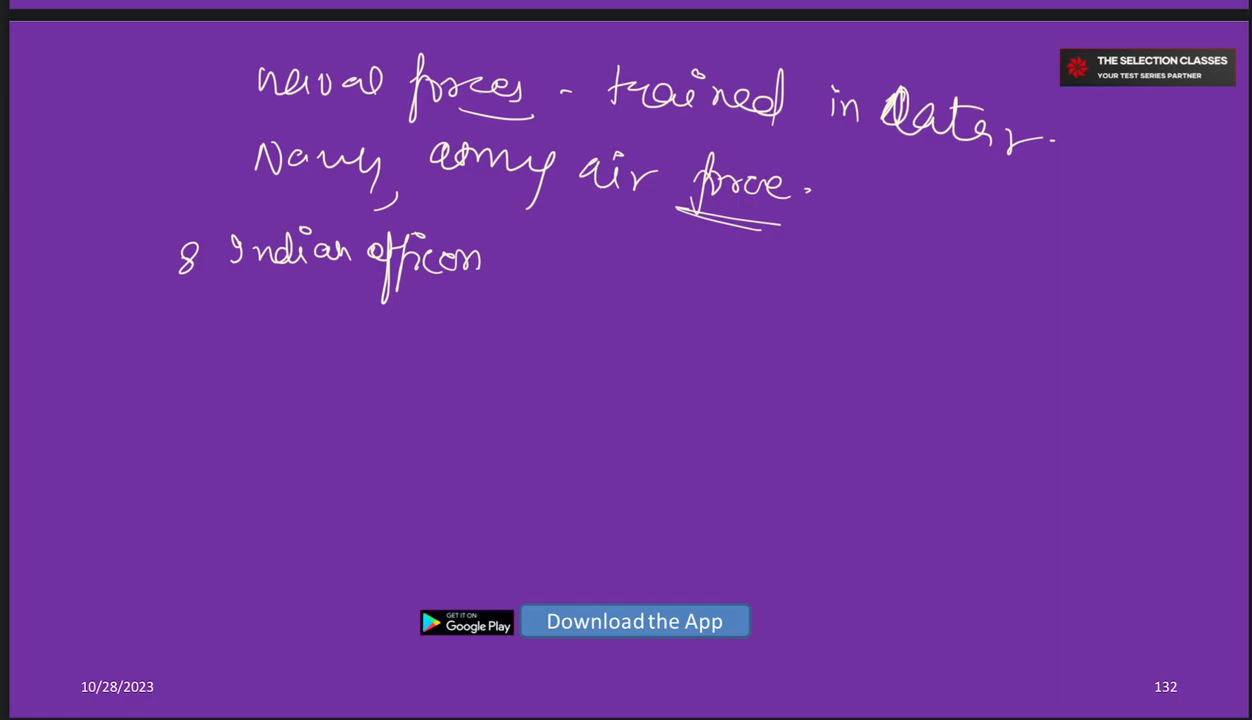 THE SELECTION CLASSES
YOUR TEST SERIES PARTNER
naval forces - trained in Qatar.
Navy, army air force.
8 Indian officers
GET IT ON
Google Play
Download the App
10/28/2023
132